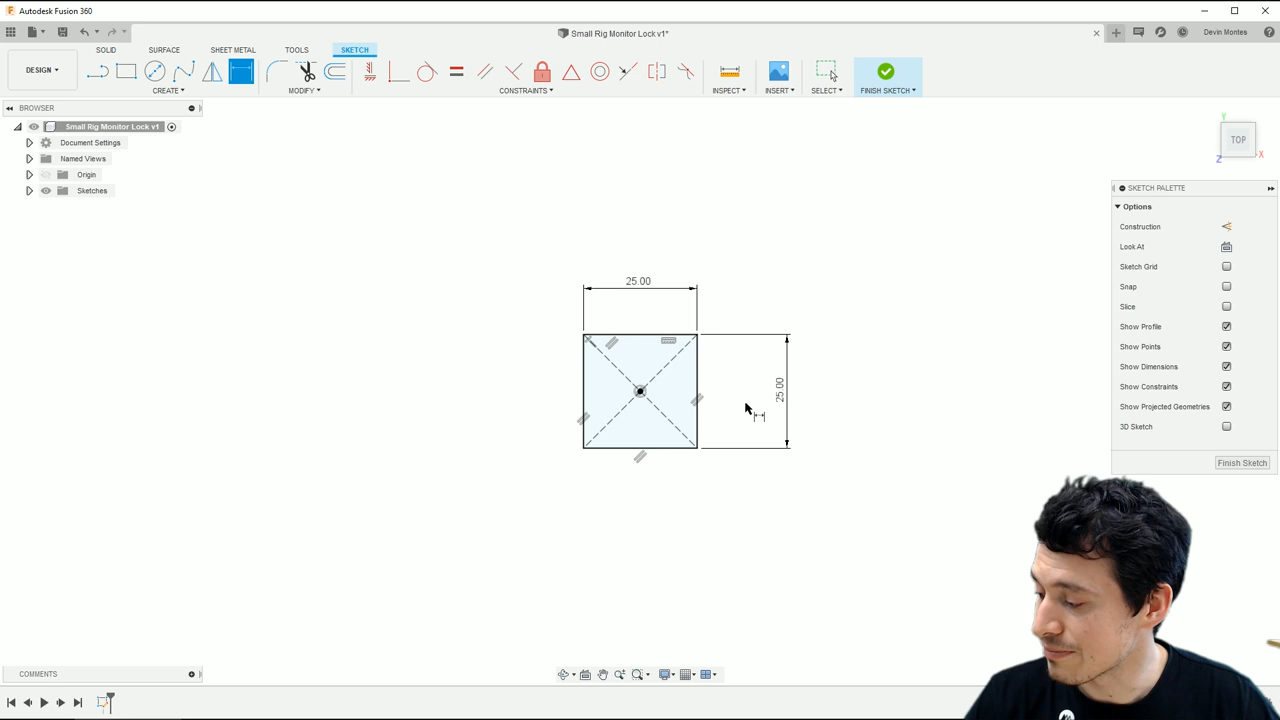 Autodesk Fusion 360
Small Rig Monitor Lock v1*
Devin Montes
DESIGN
SOLID
SURFACE
SHEET METAL
TOOLS
SKETCH
CREATE
MODIFY
CONSTRAINTS
INSPECT
INSERT
SELECT
FINISH SKETCH
BROWSER
Small Rig Monitor Lock v1
Document Settings
Named Views
Origin
Sketches
Y
TOP
Z
X
SKETCH PALETTE
Options
Construction
Look At
Sketch Grid
Snap
Slice
Show Profile
Show Points
Show Dimensions
Show Constraints
Show Projected Geometries
3D Sketch
Finish Sketch
25.00
25.00
COMMENTS